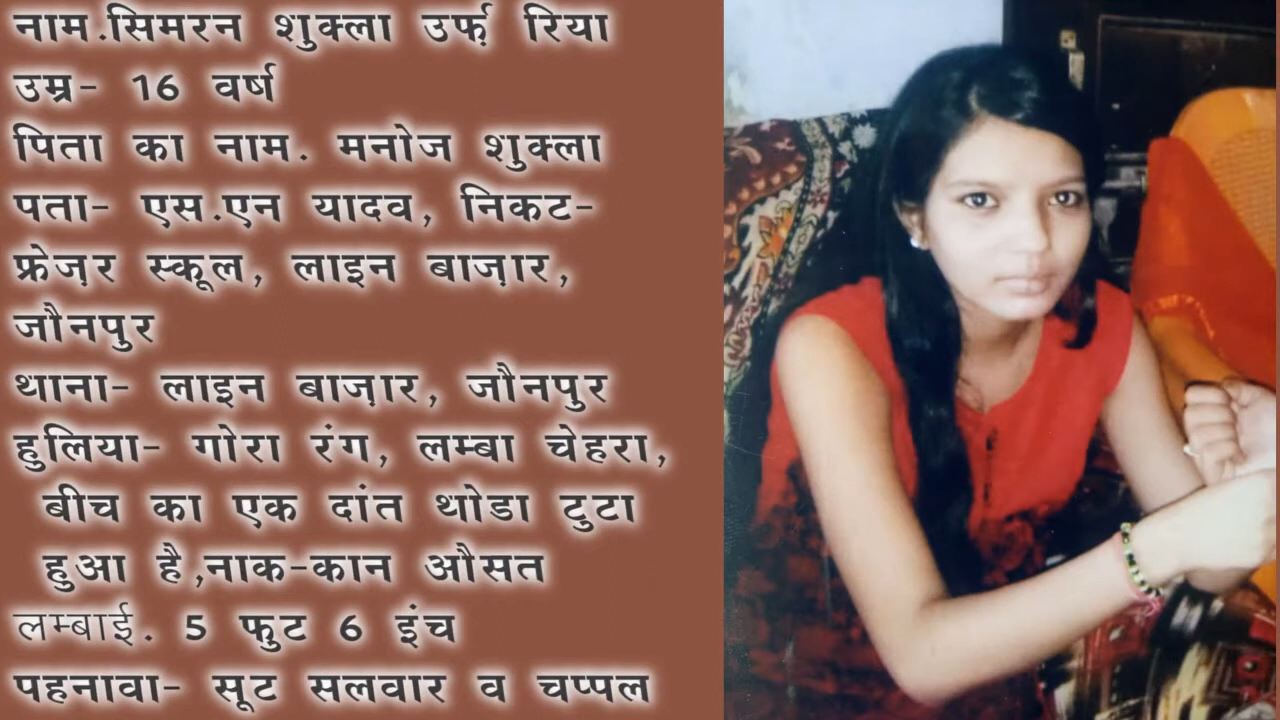 नाम.सिमरन शुक्ला उर्फ़ रिया
उम्र- 16 वर्ष
पिता का नाम. मनोज शुक्ला
पता- एस.एन यादव, निकट-
फ्रेज़र स्कूल, लाइन बाज़ार,
जौनपुर
थाना- लाइन बाज़ार, जौनपुर
हुलिया- गोरा रंग, लम्बा चेहरा,
बीच का एक दांत थोडा टुटा
हुआ है,नाक-कान औसत
लम्बाई. 5 फुट 6 इंच
पहनावा- सूट सलवार व चप्पल